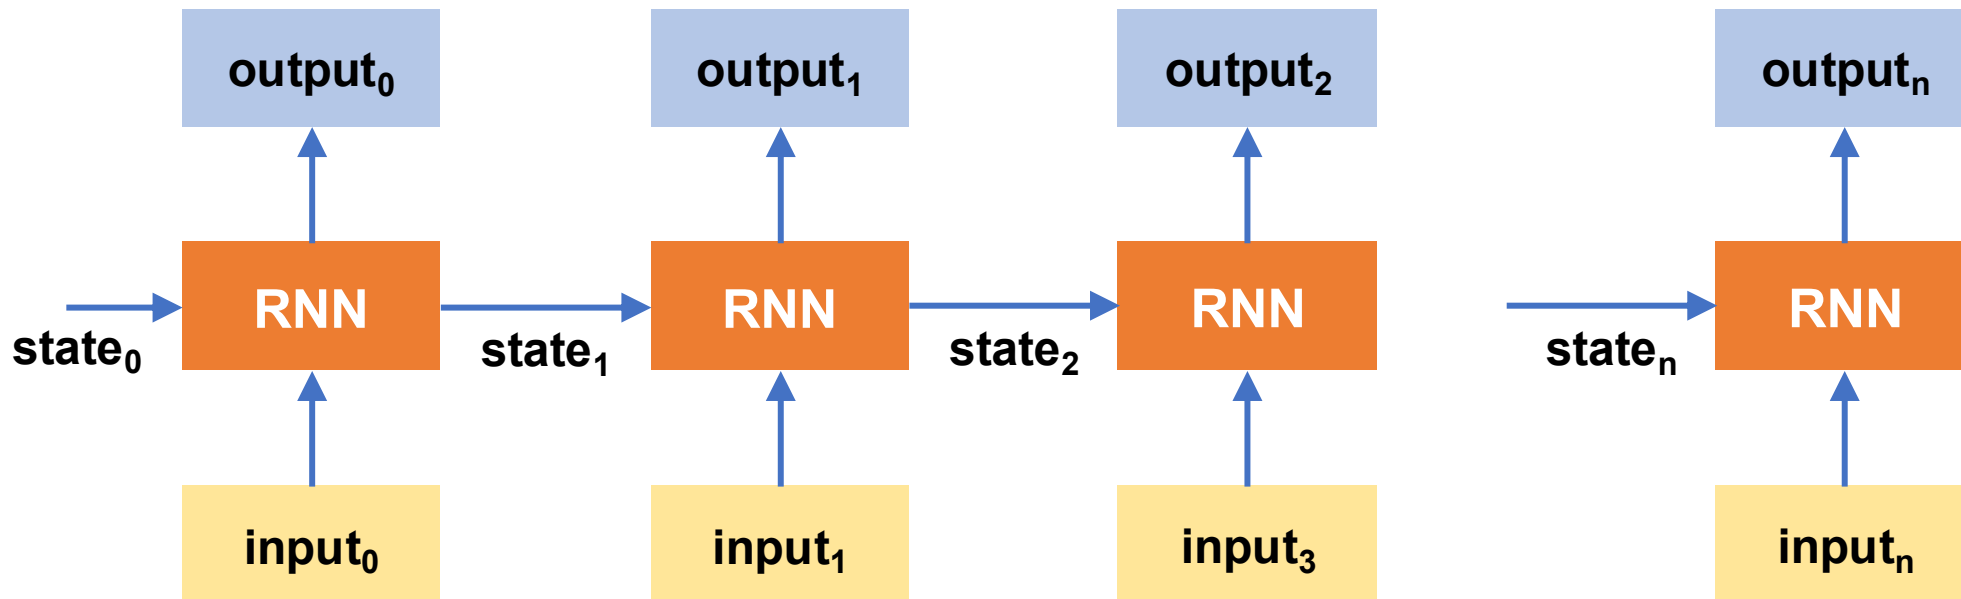 output₀ output₁ output₂ outputₙ
RNN RNN RNN RNN
state₀ state₁ state₂ stateₙ
input₀ input₁ input₃ inputₙ